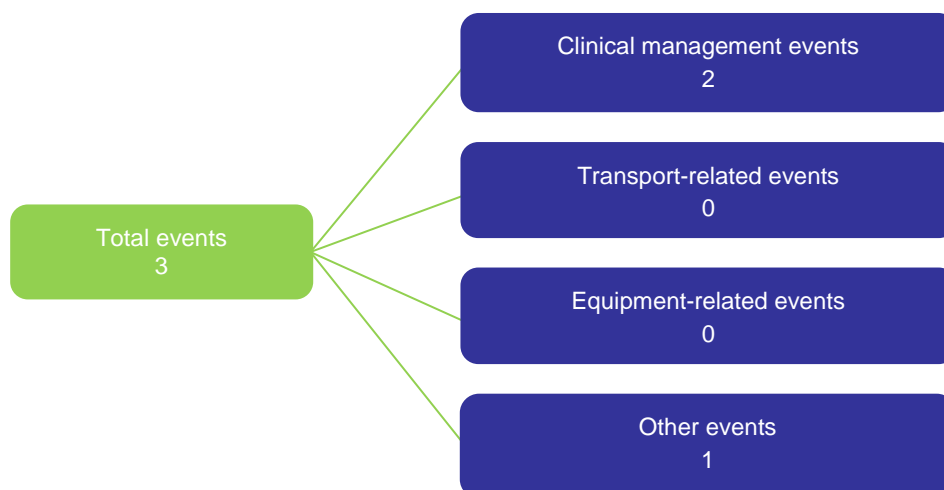 Total events
3
Clinical management events
2
Transport-related events
0
Equipment-related events
0
Other events
1